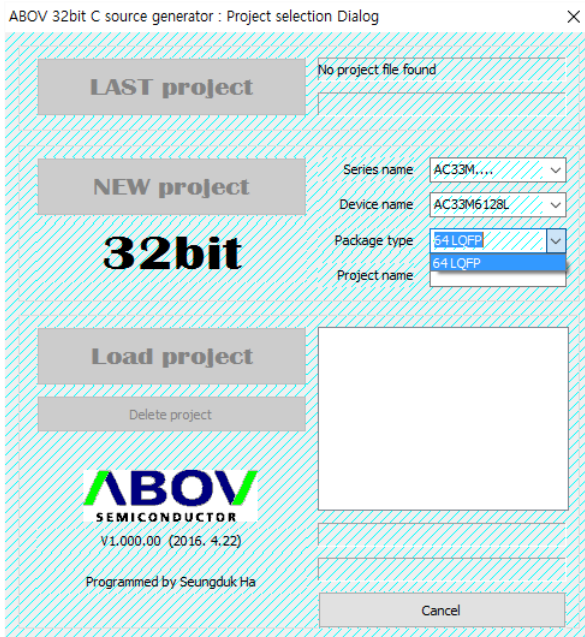 ABOV 32bit C source generator : Project selection Dialog
LAST project
No project file found
NEW project
32bit
Series name AC33M....
Device name AC33M6128L
Package type 64 LQFP
64 LQFP
Project name
Load project
Delete project
ABOV
SEMICONDUCTOR
V1.000.00 (2016. 4.22)
Programmed by Seungduk Ha
Cancel